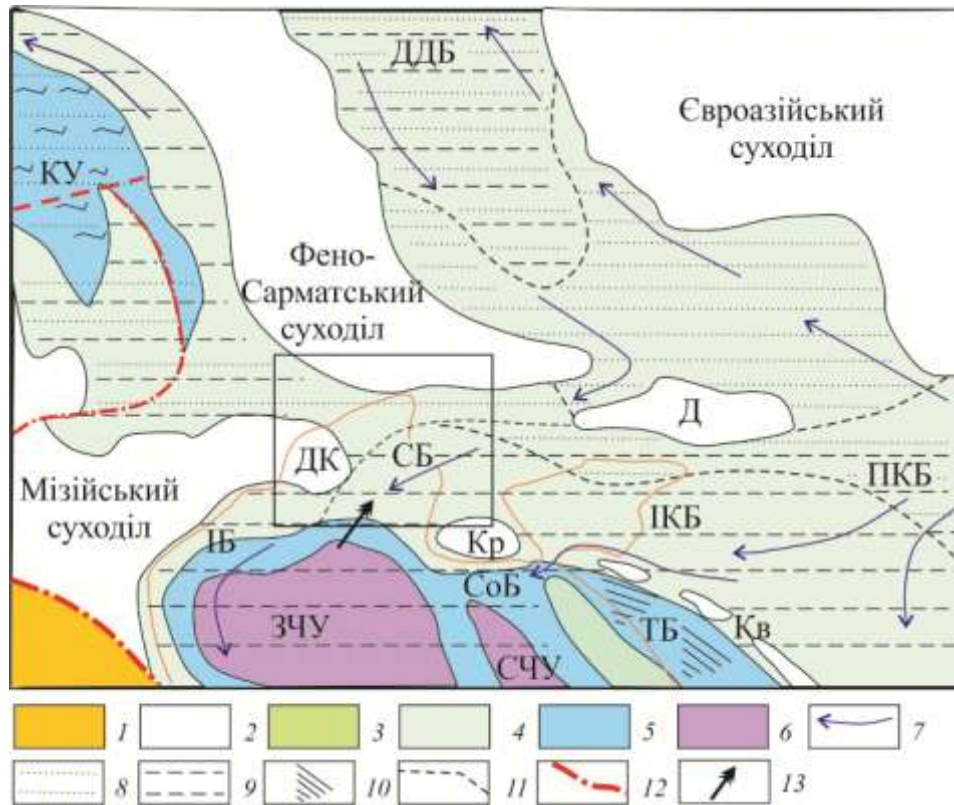 ДДБ
Євроазійський
суходіл
КУ
Фено-
Сарматський
суходіл
Д
ДК
СБ
ПКБ
Мізійський
суходіл
ІКБ
ІБ
Кр
СоБ
ЗЧУ
ТБ
Кв
СЧУ
1 2 3 4 5 6 7
8 9 10 11 12 13